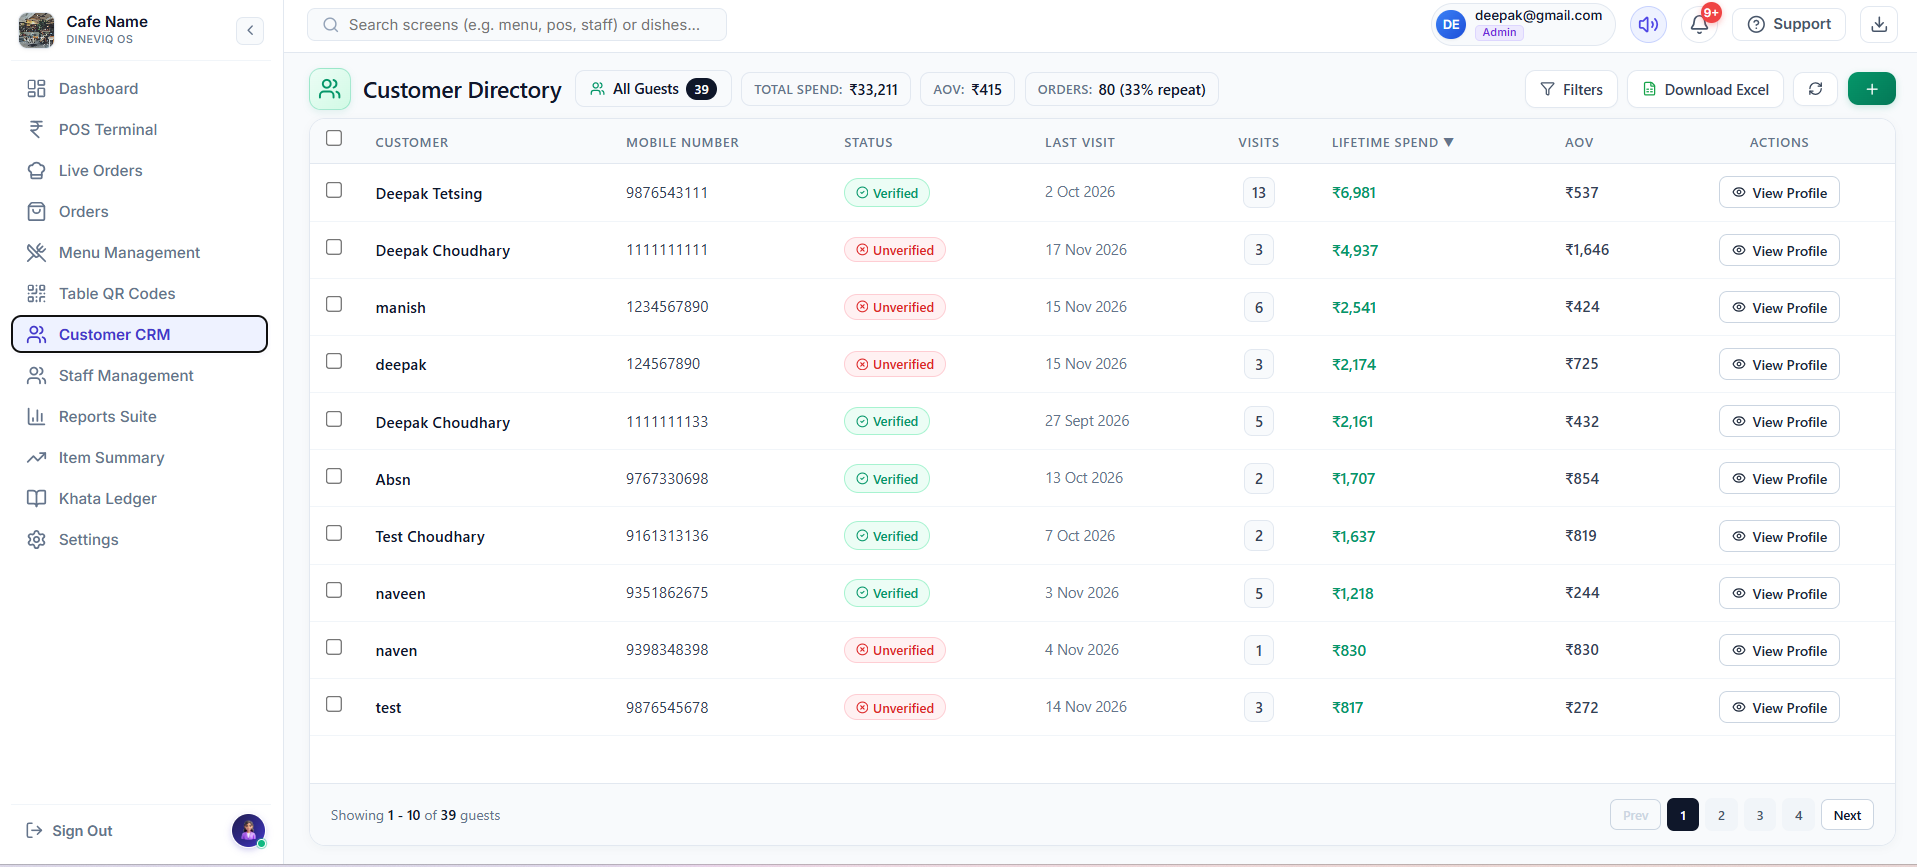 Cafe Name
DINEVIQ OS
Dashboard
POS Terminal
Live Orders
Orders
Menu Management
Table QR Codes
Customer CRM
Staff Management
Reports Suite
Item Summary
Khata Ledger
Settings
Sign Out
Search screens (e.g. menu, pos, staff) or dishes...
DE
deepak@gmail.com
Admin
9+
Support
Customer Directory
All Guests 39
TOTAL SPEND: ₹33,211
AOV: ₹415
ORDERS: 80 (33% repeat)
Filters
Download Excel
+
CUSTOMER MOBILE NUMBER STATUS LAST VISIT VISITS LIFETIME SPEND ▼ AOV ACTIONS
Deepak Tetsing 9876543111 Verified 2 Oct 2026 13 ₹6,981 ₹537 View Profile
Deepak Choudhary 1111111111 Unverified 17 Nov 2026 3 ₹4,937 ₹1,646 View Profile
manish 1234567890 Unverified 15 Nov 2026 6 ₹2,541 ₹424 View Profile
deepak 124567890 Unverified 15 Nov 2026 3 ₹2,174 ₹725 View Profile
Deepak Choudhary 1111111133 Verified 27 Sept 2026 5 ₹2,161 ₹432 View Profile
Absn 9767330698 Verified 13 Oct 2026 2 ₹1,707 ₹854 View Profile
Test Choudhary 9161313136 Verified 7 Oct 2026 2 ₹1,637 ₹819 View Profile
naveen 9351862675 Verified 3 Nov 2026 5 ₹1,218 ₹244 View Profile
naven 9398348398 Unverified 4 Nov 2026 1 ₹830 ₹830 View Profile
test 9876545678 Unverified 14 Nov 2026 3 ₹817 ₹272 View Profile
Showing 1 - 10 of 39 guests
Prev 1 2 3 4 Next